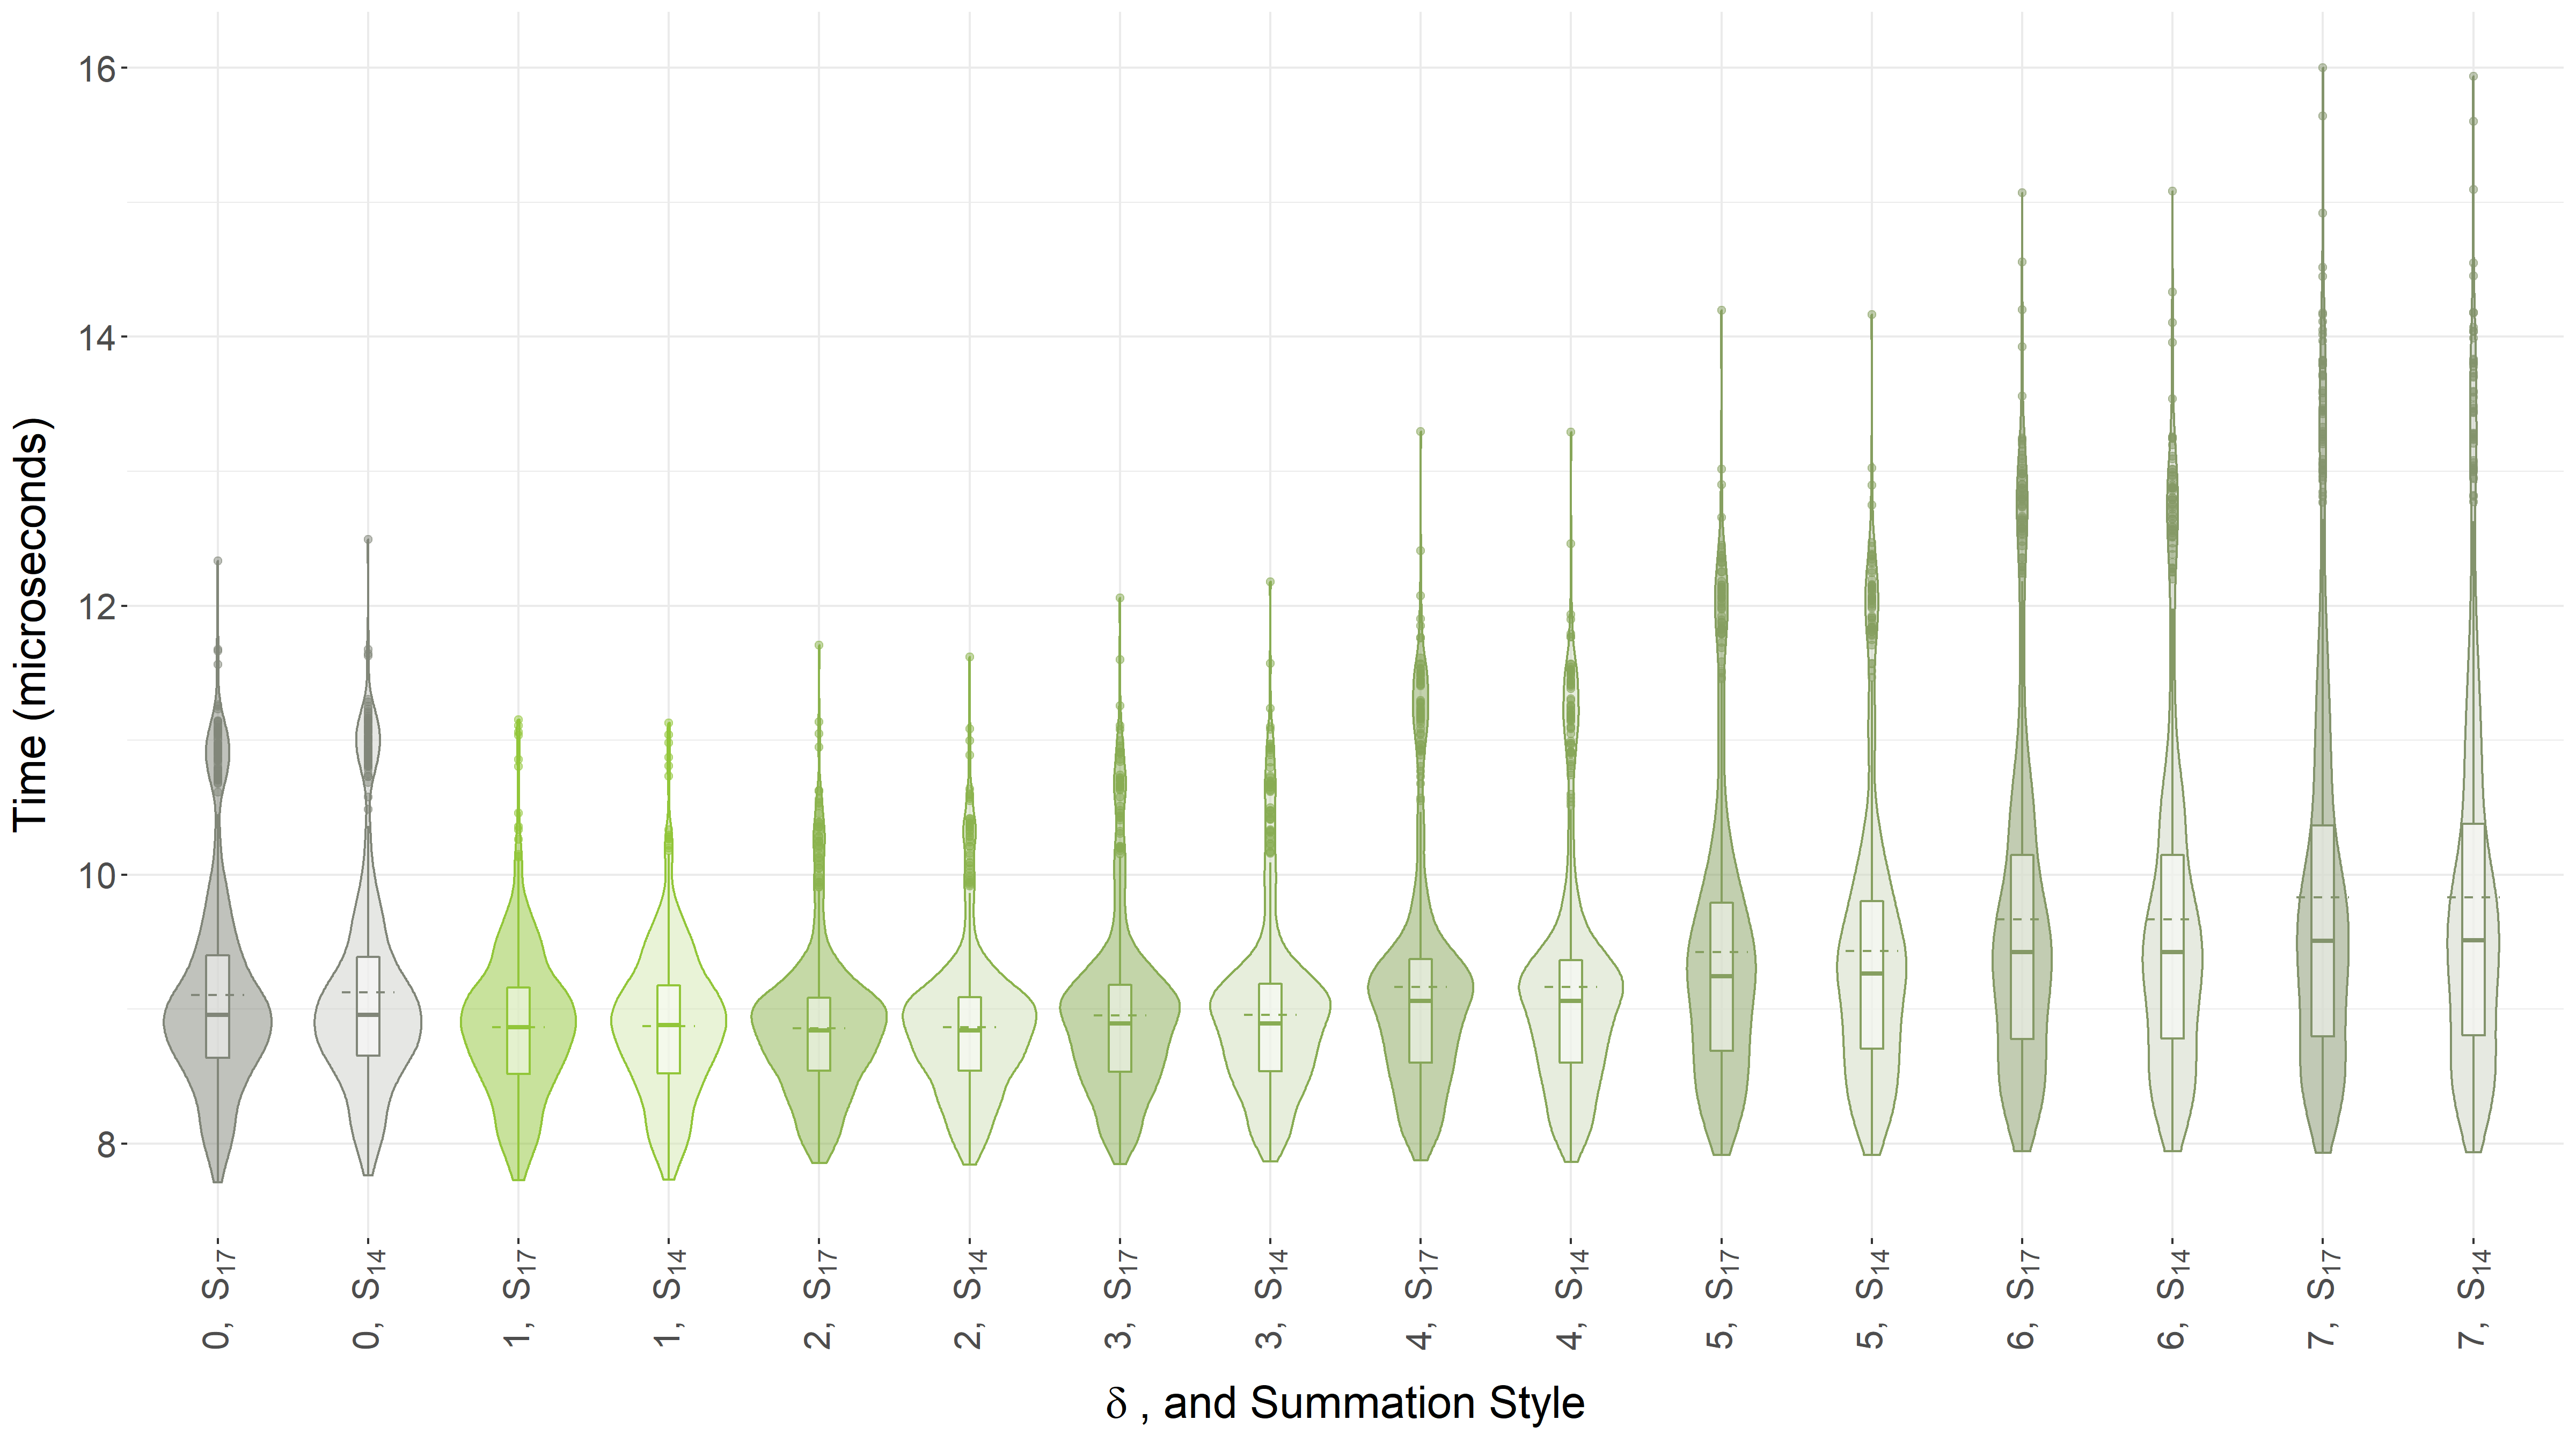 Time (microseconds)
16
14
12
10
8
0, S17
0, S14
1, S17
1, S14
2, S17
2, S14
3, S17
3, S14
4, S17
4, S14
5, S17
5, S14
6, S17
6, S14
7, S17
7, S14
δ , and Summation Style